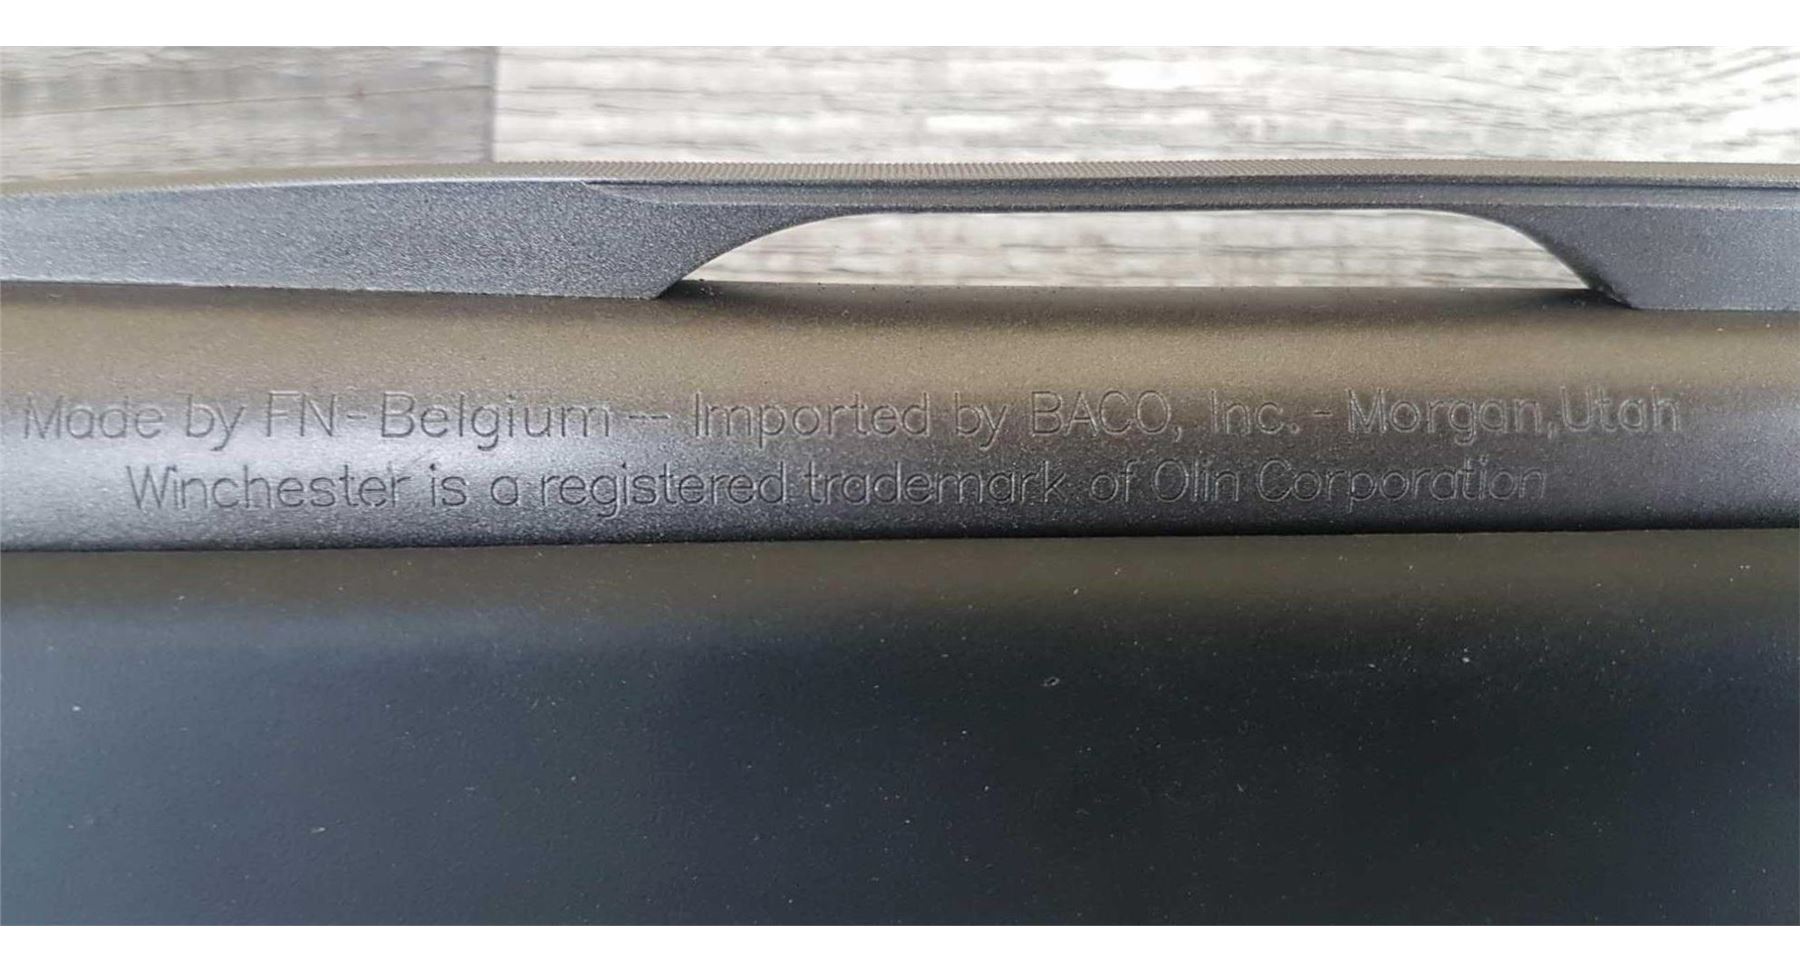 Made by FN-Belgium -- Imported by BACO, Inc. - Morgan,Utah
Winchester is a registered trademark of Olin Corporation